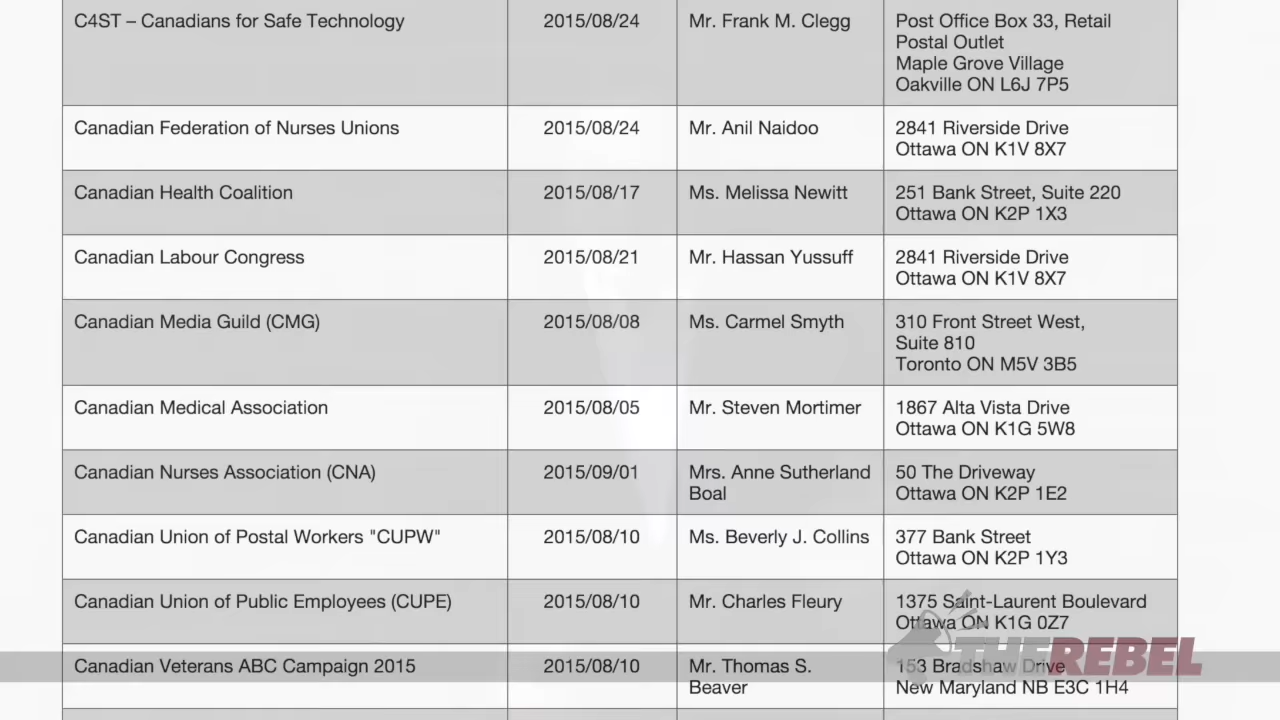 C4ST – Canadians for Safe Technology 2015/08/24 Mr. Frank M. Clegg Post Office Box 33, Retail
Postal Outlet
Maple Grove Village
Oakville ON L6J 7P5
Canadian Federation of Nurses Unions 2015/08/24 Mr. Anil Naidoo 2841 Riverside Drive
Ottawa ON K1V 8X7
Canadian Health Coalition 2015/08/17 Ms. Melissa Newitt 251 Bank Street, Suite 220
Ottawa ON K2P 1X3
Canadian Labour Congress 2015/08/21 Mr. Hassan Yussuff 2841 Riverside Drive
Ottawa ON K1V 8X7
Canadian Media Guild (CMG) 2015/08/08 Ms. Carmel Smyth 310 Front Street West,
Suite 810
Toronto ON M5V 3B5
Canadian Medical Association 2015/08/05 Mr. Steven Mortimer 1867 Alta Vista Drive
Ottawa ON K1G 5W8
Canadian Nurses Association (CNA) 2015/09/01 Mrs. Anne Sutherland 50 The Driveway
Boal Ottawa ON K2P 1E2
Canadian Union of Postal Workers "CUPW" 2015/08/10 Ms. Beverly J. Collins 377 Bank Street
Ottawa ON K2P 1Y3
Canadian Union of Public Employees (CUPE) 2015/08/10 Mr. Charles Fleury 1375 Saint-Laurent Boulevard
Ottawa ON K1G 0Z7
Canadian Veterans ABC Campaign 2015 2015/08/10 Mr. Thomas S. 153 Bradshaw Drive
Beaver New Maryland NB E3C 1H4
THEREBEL